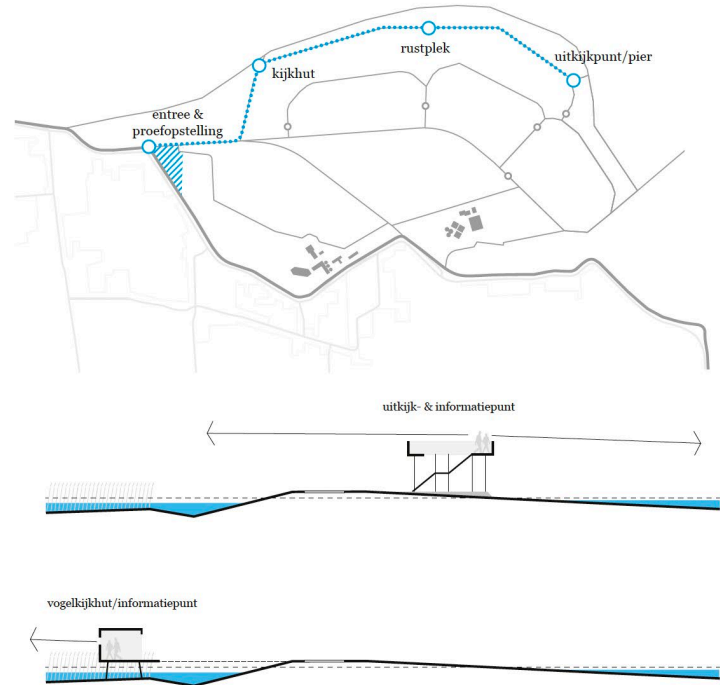 rustplek
uitkijkpunt/pier
kijkhut
entree &
proefopstelling
uitkijk- & informatiepunt
vogelkijkhut/informatiepunt